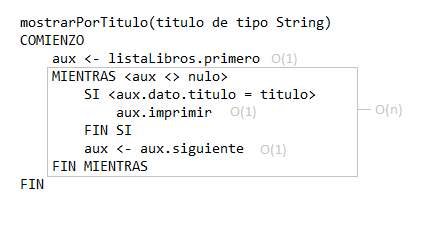 mostrarPorTitulo(titulo de tipo String)
COMIENZO
aux <- listaLibros.primero O(1)
MIENTRAS <aux <> nulo>
SI <aux.dato.titulo = titulo>
aux.imprimir O(1)
O(n)
FIN SI
aux <- aux.siguiente O(1)
FIN MIENTRAS
FIN